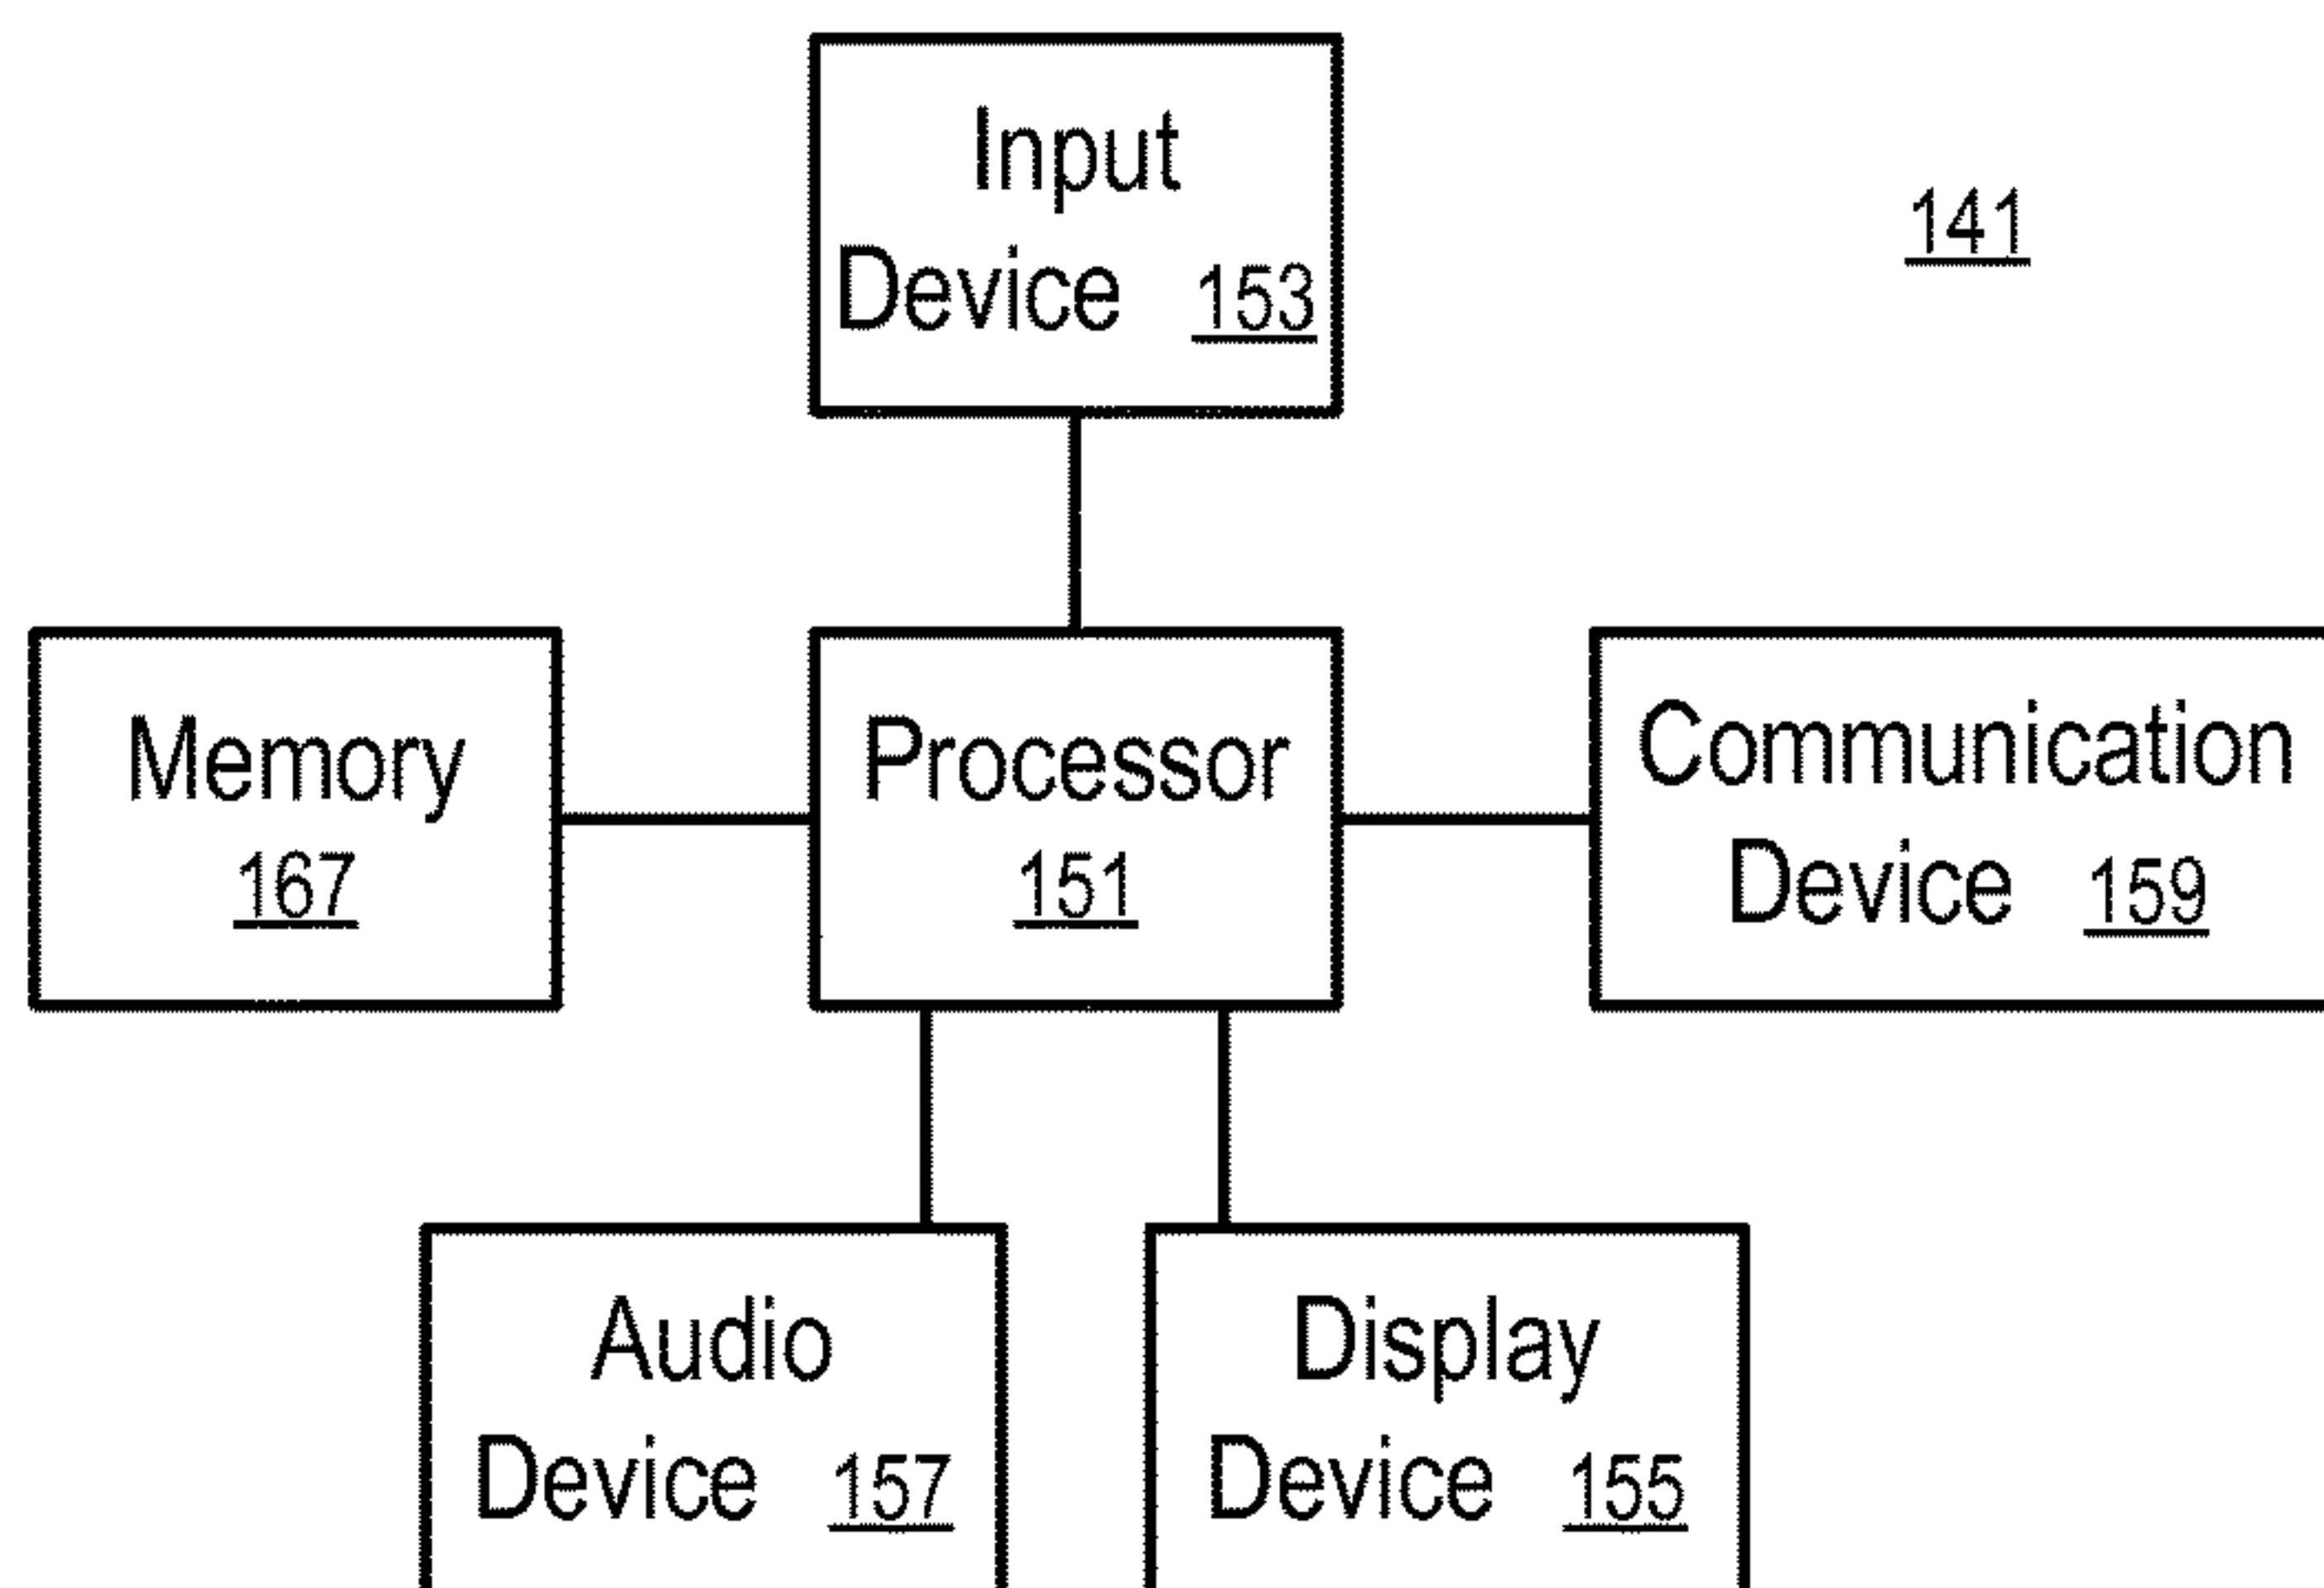 Input
Device 153
141
Memory
167
Processor
151
Communication
Device 159
Audio
Device 157
Display
Device 155